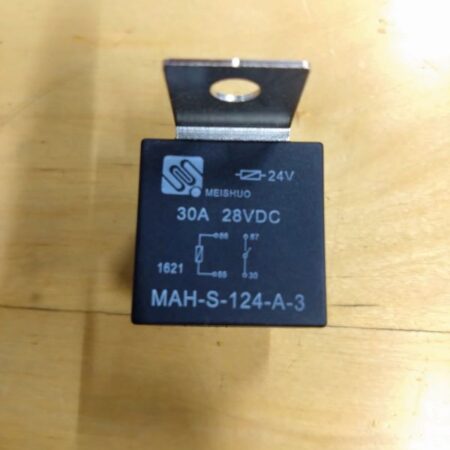 24V
MEISHUO
30A 28VDC
86 87
1621
85 30
MAH-S-124-A-3